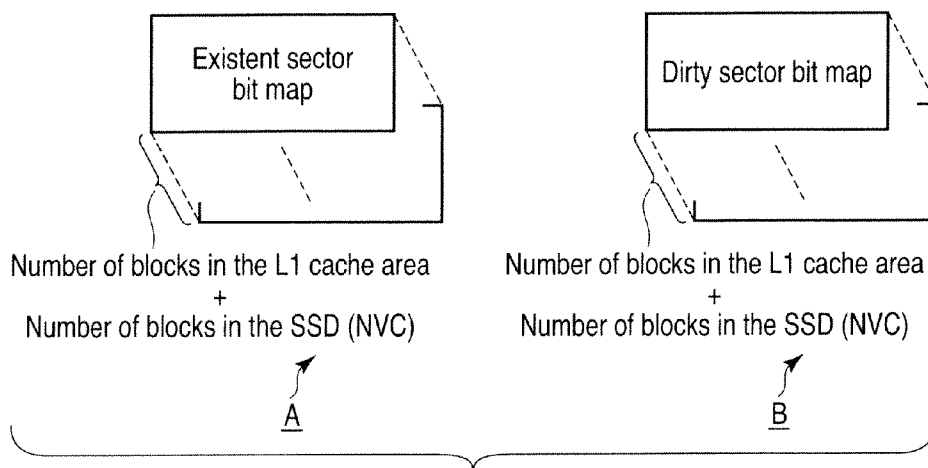 Existent sector
bit map
Dirty sector bit map
Number of blocks in the L1 cache area
+
Number of blocks in the SSD (NVC)
A
Number of blocks in the L1 cache area
+
Number of blocks in the SSD (NVC)
B